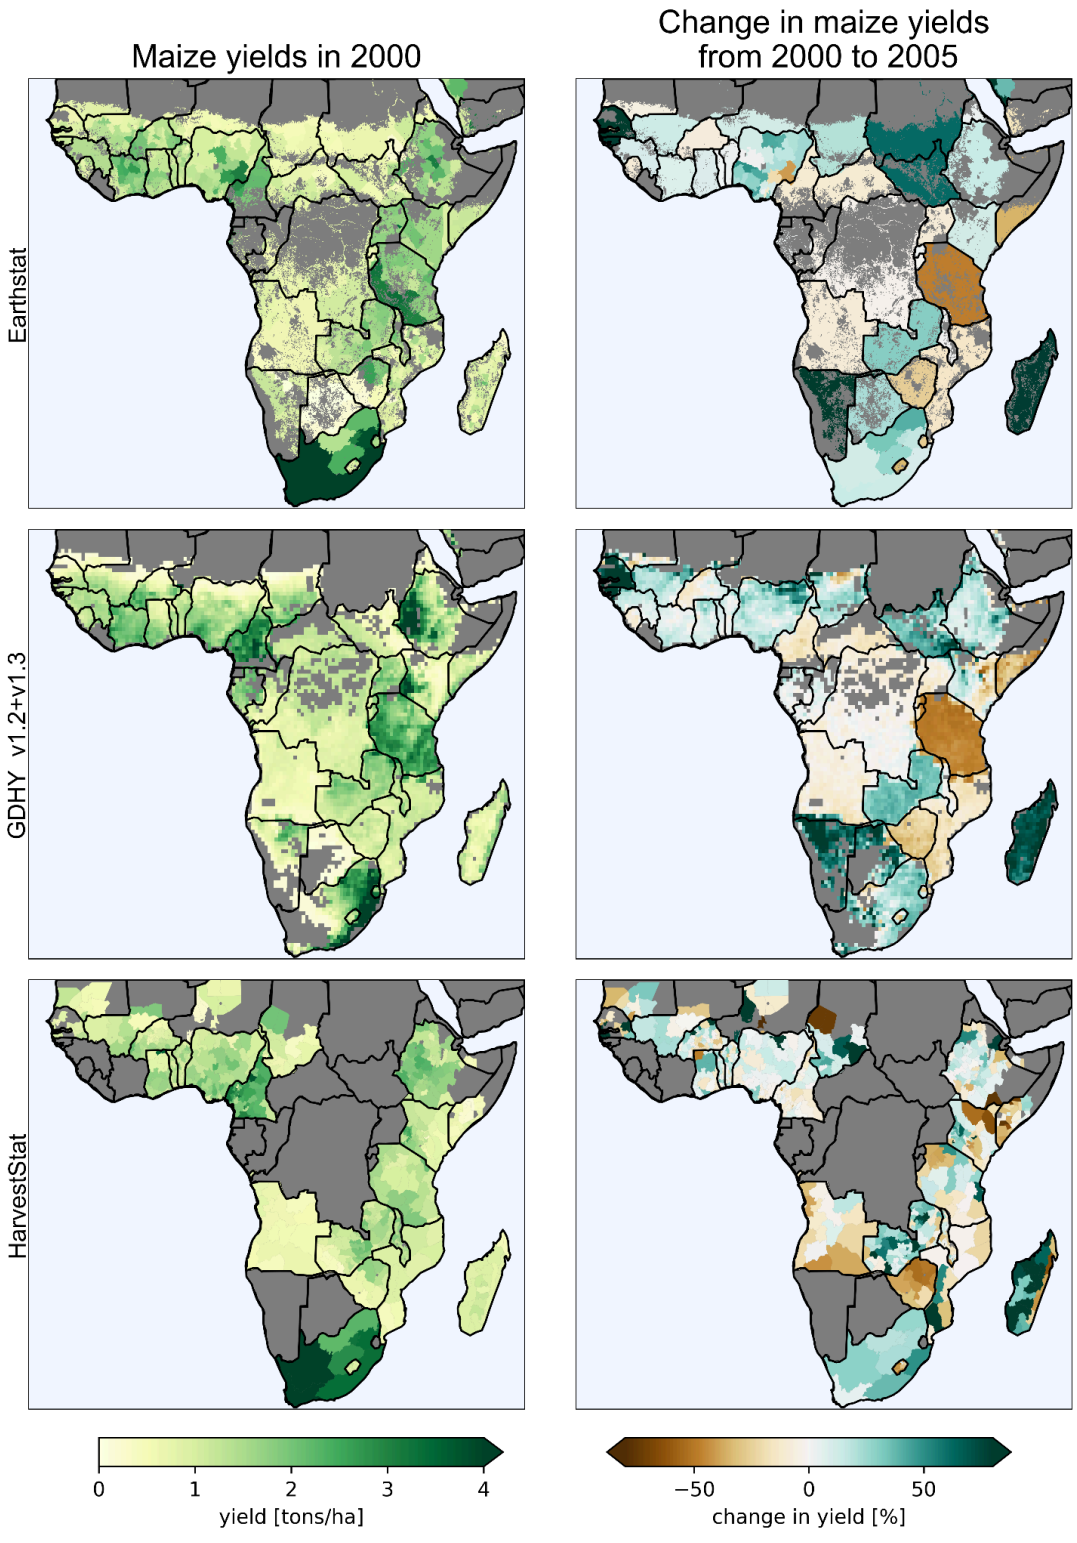 Maize yields in 2000
Change in maize yields
from 2000 to 2005
Earthstat
GDHY v1.2+v1.3
HarvestStat
0 1 2 3 4
yield [tons/ha]
−50 0 50
change in yield [%]